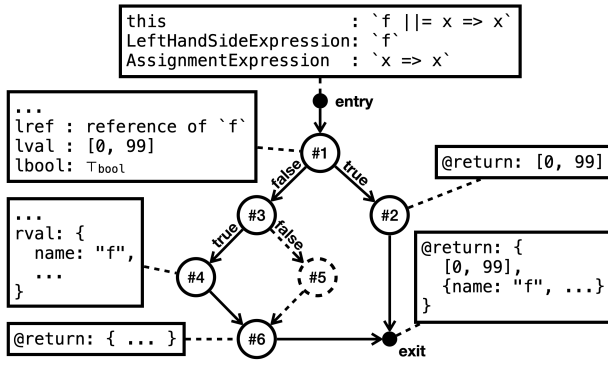 this : `f ||= x => x`
LeftHandSideExpression: `f`
AssignmentExpression : `x => x`
entry
...
lref : reference of `f`
lval : [0, 99]
lbool: ⊤bool
#1
false
true
@return: [0, 99]
#3
#2
...
rval: {
name: "f",
...
}
true
false
@return: {
[0, 99],
{name: "f", ...}
}
#4
#5
@return: { ... }
#6
exit